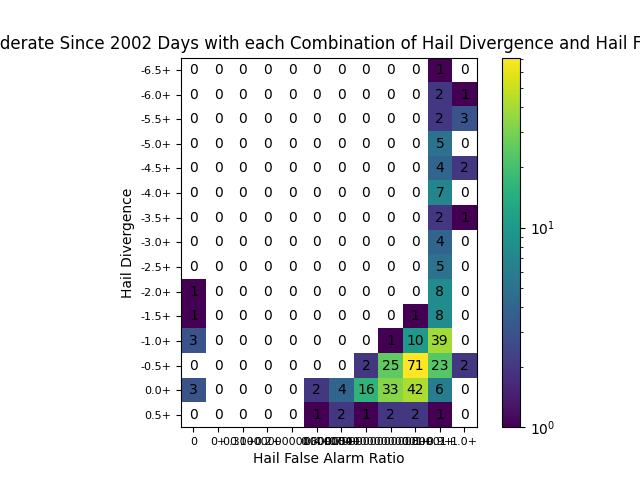 derate Since 2002 Days with each Combination of Hail Divergence and Hail F
-6.5+ 0 0 0 0 0 0 0 0 0 0 1 0
-6.0+ 0 0 0 0 0 0 0 0 0 0 2 1
-5.5+ 0 0 0 0 0 0 0 0 0 0 2 3
-5.0+ 0 0 0 0 0 0 0 0 0 0 5 0
-4.5+ 0 0 0 0 0 0 0 0 0 0 4 2
-4.0+ 0 0 0 0 0 0 0 0 0 0 7 0
-3.5+ 0 0 0 0 0 0 0 0 0 0 2 1
-3.0+ 0 0 0 0 0 0 0 0 0 0 4 0
-2.5+ 0 0 0 0 0 0 0 0 0 0 5 0
-2.0+ 1 0 0 0 0 0 0 0 0 0 8 0
-1.5+ 1 0 0 0 0 0 0 0 0 1 8 0
-1.0+ 3 0 0 0 0 0 0 0 1 10 39 0
-0.5+ 0 0 0 0 0 0 0 2 25 71 23 2
0.0+ 3 0 0 0 0 2 4 16 33 42 6 0
0.5+ 0 0 0 0 0 1 2 1 2 2 1 0
0
1.0+
Hail False Alarm Ratio
Hail Divergence
10¹
10⁰